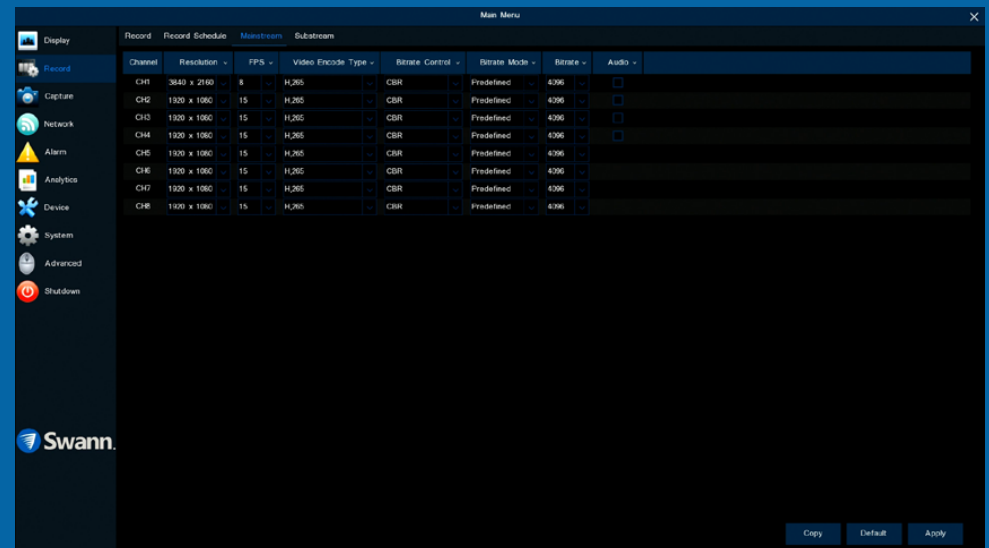 Main Menu
Display
Record
Capture
Network
Alarm
Analytics
Device
System
Advanced
Shutdown
Swann.
Record Record Schedule Mainstream Substream
Channel Resolution FPS Video Encode Type Bitrate Control Bitrate Mode Bitrate Audio
CH1 3840 x 2160 8 H.265 CBR Predefined 4096
CH2 1920 x 1080 15 H.265 CBR Predefined 4096
CH3 1920 x 1080 15 H.265 CBR Predefined 4096
CH4 1920 x 1080 15 H.265 CBR Predefined 4096
CH5 1920 x 1080 15 H.265 CBR Predefined 4096
CH6 1920 x 1080 15 H.265 CBR Predefined 4096
CH7 1920 x 1080 15 H.265 CBR Predefined 4096
CH8 1920 x 1080 15 H.265 CBR Predefined 4096
Copy Default Apply